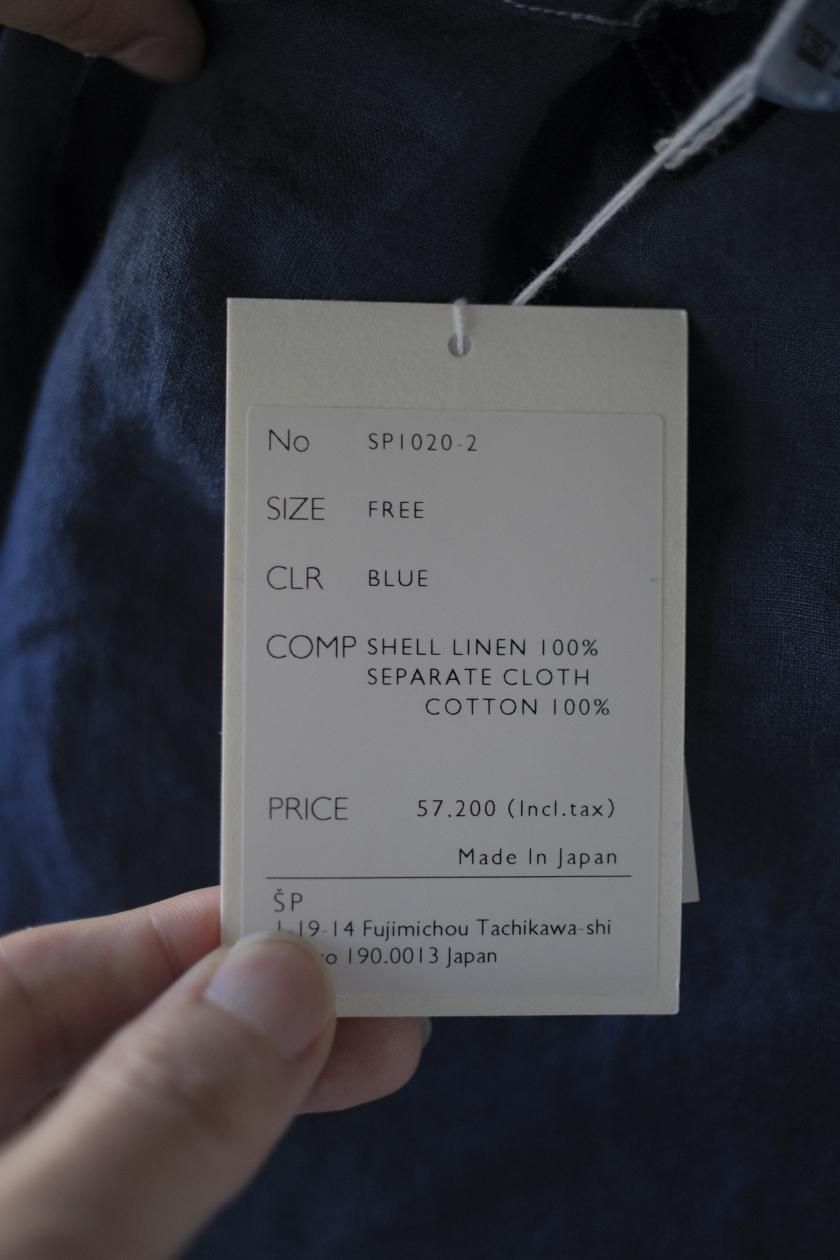 No SP1020-2
SIZE FREE
CLR BLUE
COMP SHELL LINEN 100%
SEPARATE CLOTH
COTTON 100%
PRICE 57,200 (Incl.tax)
Made In Japan
ŠP
1-19-14 Fujimichou Tachikawa-shi
190.0013 Japan